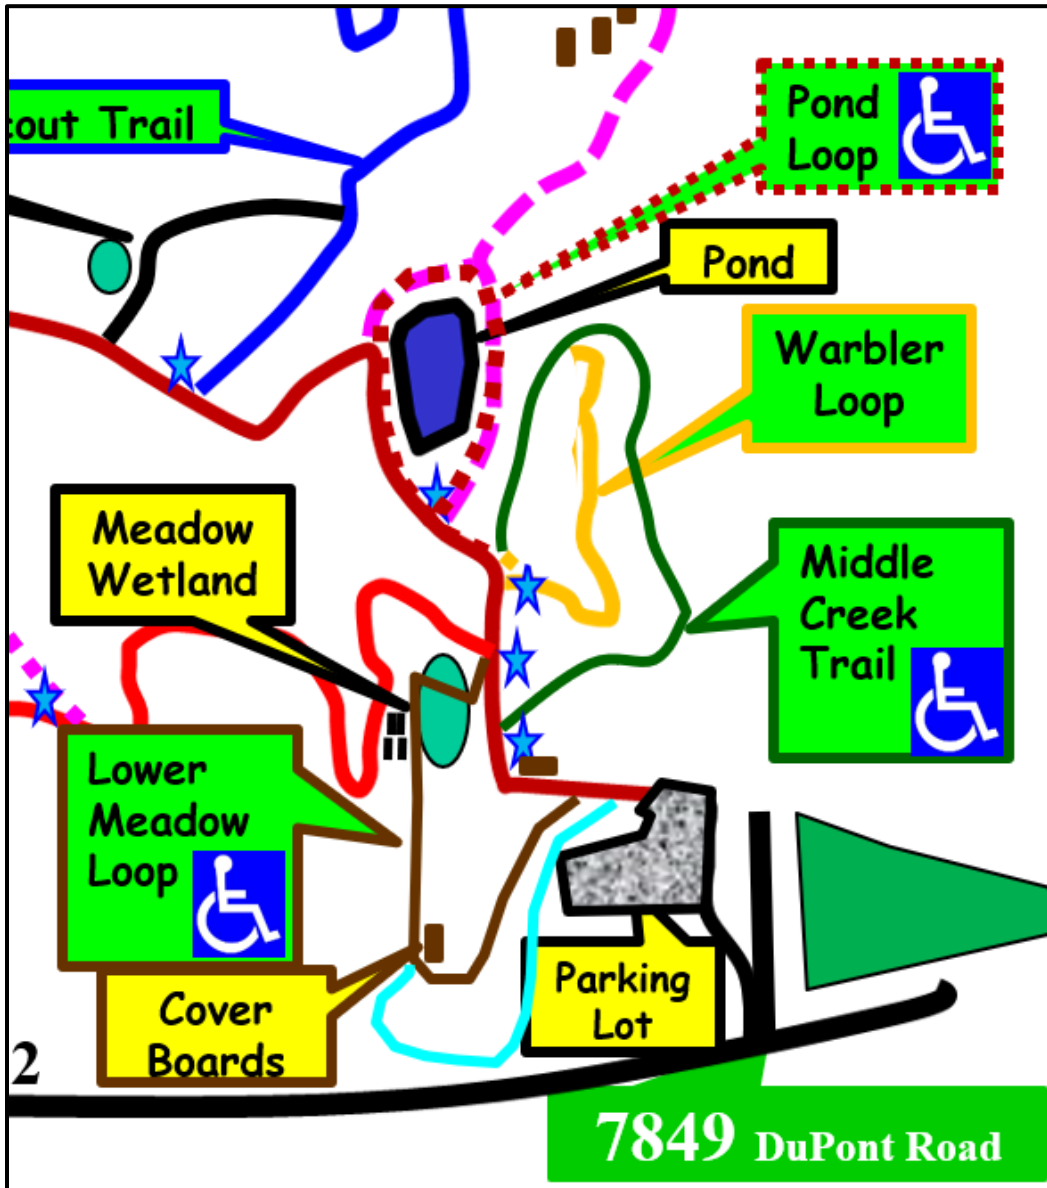 cout Trail
Pond
Loop
Pond
Warbler
Loop
Meadow
Wetland
Middle
Creek
Trail
Lower
Meadow
Loop
Parking
Lot
Cover
Boards
2
7849 DuPont Road